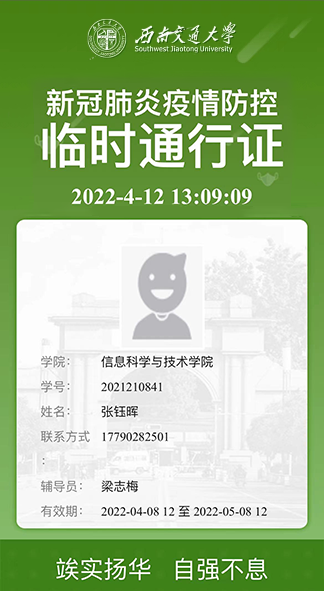 西南交通大学
Southwest Jiaotong University
新冠肺炎疫情防控
临时通行证
2022-4-12 13:09:09
学院： 信息科学与技术学院
学号： 2021210841
姓名： 张钰晖
联系方式： 17790282501
辅导员： 梁志梅
有效期： 2022-04-08 12 至 2022-05-08 12
竢实扬华 自强不息